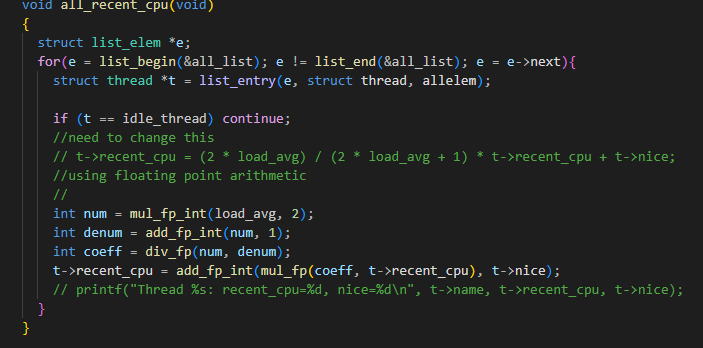 void all_recent_cpu(void)
{
  struct list_elem *e;
  for(e = list_begin(&all_list); e != list_end(&all_list); e = e->next){
    struct thread *t = list_entry(e, struct thread, allelem);

    if (t == idle_thread) continue;
    //need to change this
    // t->recent_cpu = (2 * load_avg) / (2 * load_avg + 1) * t->recent_cpu + t->nice;
    //using floating point arithmetic
    //
    int num = mul_fp_int(load_avg, 2);
    int denum = add_fp_int(num, 1);
    int coeff = div_fp(num, denum);
    t->recent_cpu = add_fp_int(mul_fp(coeff, t->recent_cpu), t->nice);
    // printf("Thread %s: recent_cpu=%d, nice=%d\n", t->name, t->recent_cpu, t->nice);
  }
}